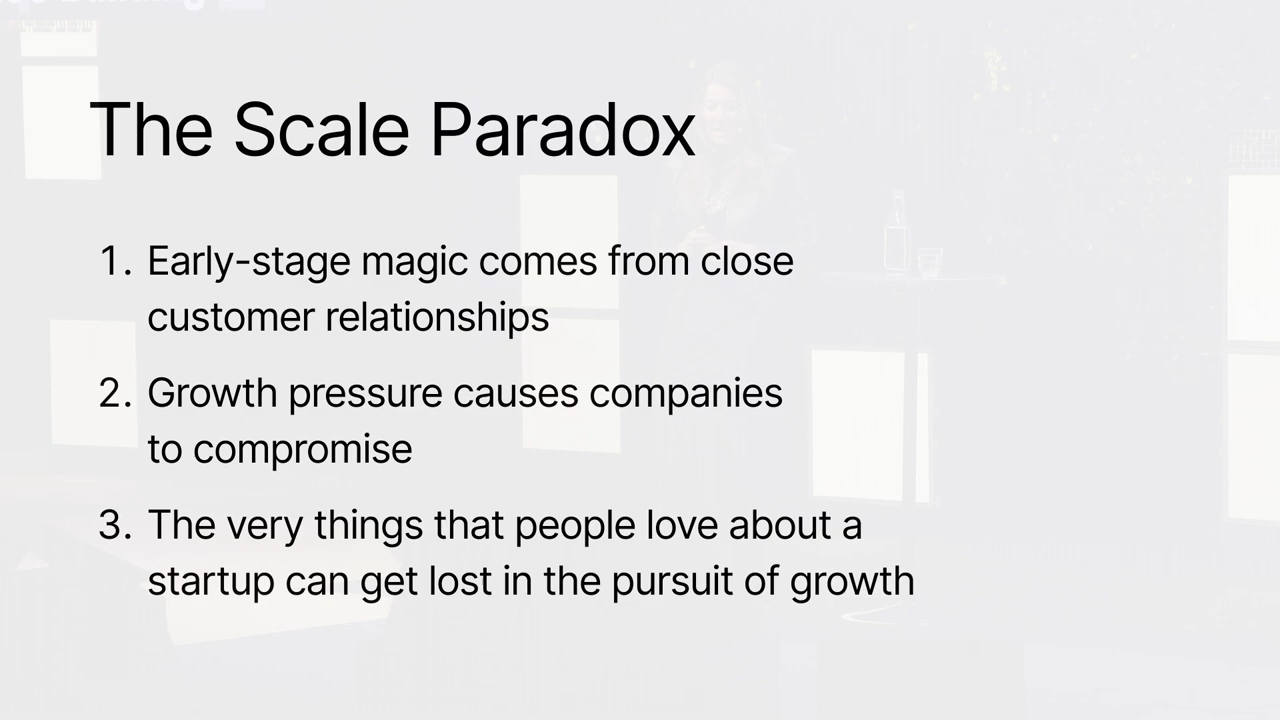 The Scale Paradox
1. Early-stage magic comes from close
customer relationships
2. Growth pressure causes companies
to compromise
3. The very things that people love about a
startup can get lost in the pursuit of growth